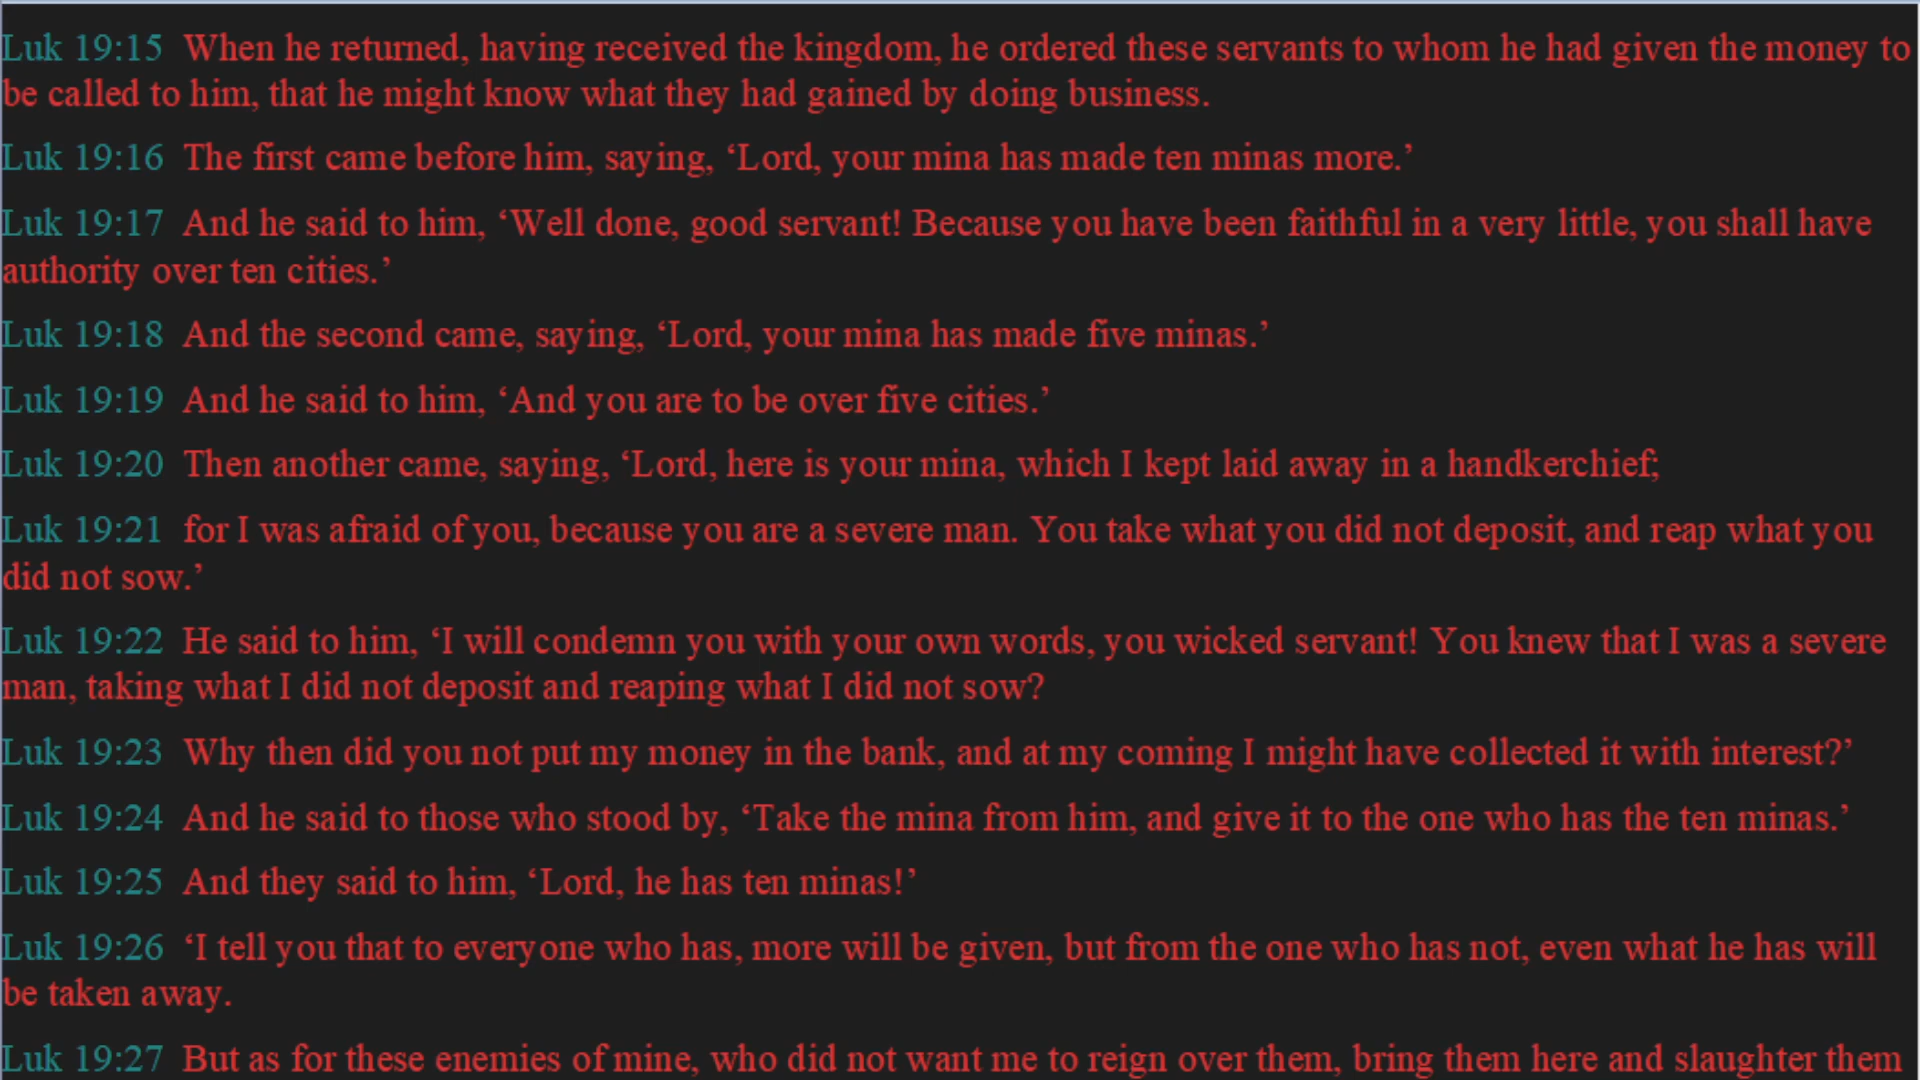 Luk 19:15 When he returned, having received the kingdom, he ordered these servants to whom he had given the money to
be called to him, that he might know what they had gained by doing business.
Luk 19:16 The first came before him, saying, ‘Lord, your mina has made ten minas more.’
Luk 19:17 And he said to him, ‘Well done, good servant! Because you have been faithful in a very little, you shall have
authority over ten cities.’
Luk 19:18 And the second came, saying, ‘Lord, your mina has made five minas.’
Luk 19:19 And he said to him, ‘And you are to be over five cities.’
Luk 19:20 Then another came, saying, ‘Lord, here is your mina, which I kept laid away in a handkerchief;
Luk 19:21 for I was afraid of you, because you are a severe man. You take what you did not deposit, and reap what you
did not sow.’
Luk 19:22 He said to him, ‘I will condemn you with your own words, you wicked servant! You knew that I was a severe
man, taking what I did not deposit and reaping what I did not sow?
Luk 19:23 Why then did you not put my money in the bank, and at my coming I might have collected it with interest?’
Luk 19:24 And he said to those who stood by, ‘Take the mina from him, and give it to the one who has the ten minas.’
Luk 19:25 And they said to him, ‘Lord, he has ten minas!’
Luk 19:26 ‘I tell you that to everyone who has, more will be given, but from the one who has not, even what he has will
be taken away.
Luk 19:27 But as for these enemies of mine, who did not want me to reign over them, bring them here and slaughter them